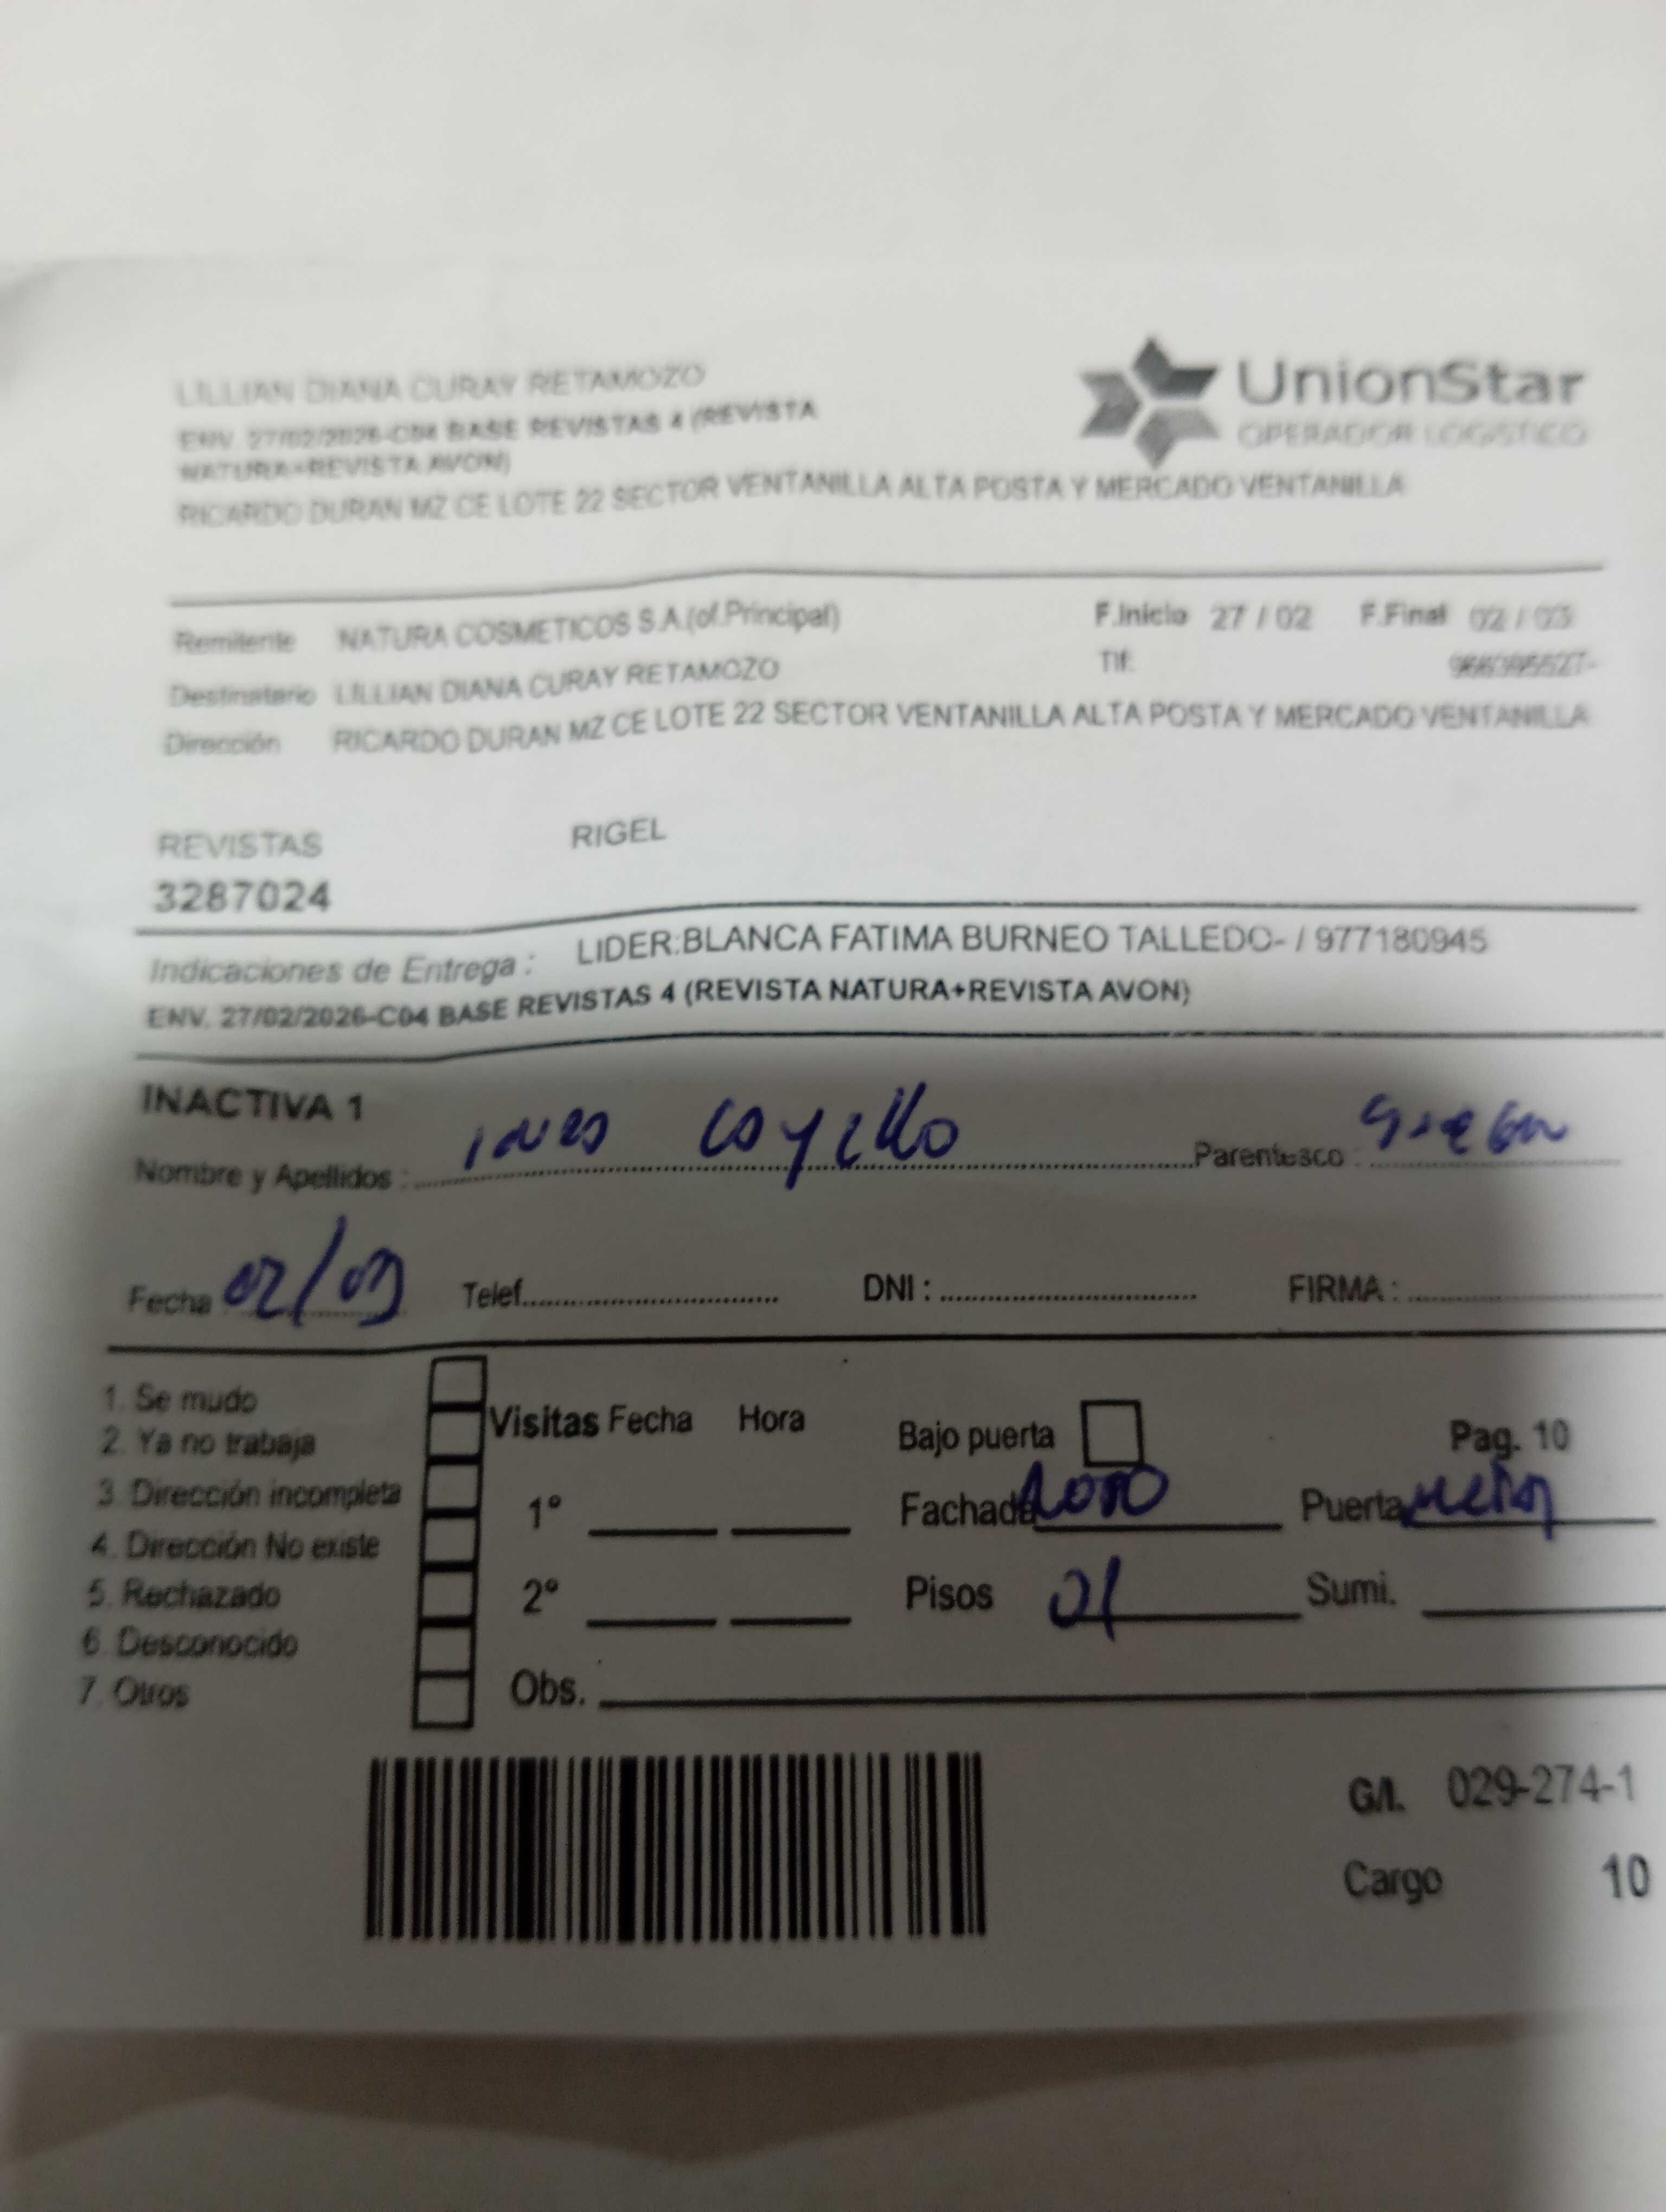 LILLIAN DIANA CURAY RETAMOZO
ENV. 27/02/2026-C04 BASE REVISTAS 4 (REVISTA
NATURA+REVISTA AVON)
RICARDO DURAN MZ CE LOTE 22 SECTOR VENTANILLA ALTA POSTA Y MERCADO VENTANILLA
UnionStar
OPERADOR LOGISTICO
Remitente NATURA COSMETICOS S.A.(of.Principal) F.Inicio 27 / 02 F.Final 02 / 03
Destinatario LILLIAN DIANA CURAY RETAMOZO Tlf:
Dirección RICARDO DURAN MZ CE LOTE 22 SECTOR VENTANILLA ALTA POSTA Y MERCADO VENTANILLA
REVISTAS RIGEL
3287024
Indicaciones de Entrega : LIDER:BLANCA FATIMA BURNEO TALLEDO- / 977180945
ENV. 27/02/2026-C04 BASE REVISTAS 4 (REVISTA NATURA+REVISTA AVON)
INACTIVA 1
Nombre y Apellidos : Parentesco :
Fecha 02/03 Telef. DNI : FIRMA :
1. Se mudo
2. Ya no trabaja
3. Dirección incompleta
4. Dirección No existe
5. Rechazado
6. Desconocido
7. Otros
Visitas Fecha Hora
1°
2°
Obs.
Bajo puerta Pag. 10
Fachada Puerta
Pisos 01 Sumi.
G/I. 029-274-1
Cargo 10